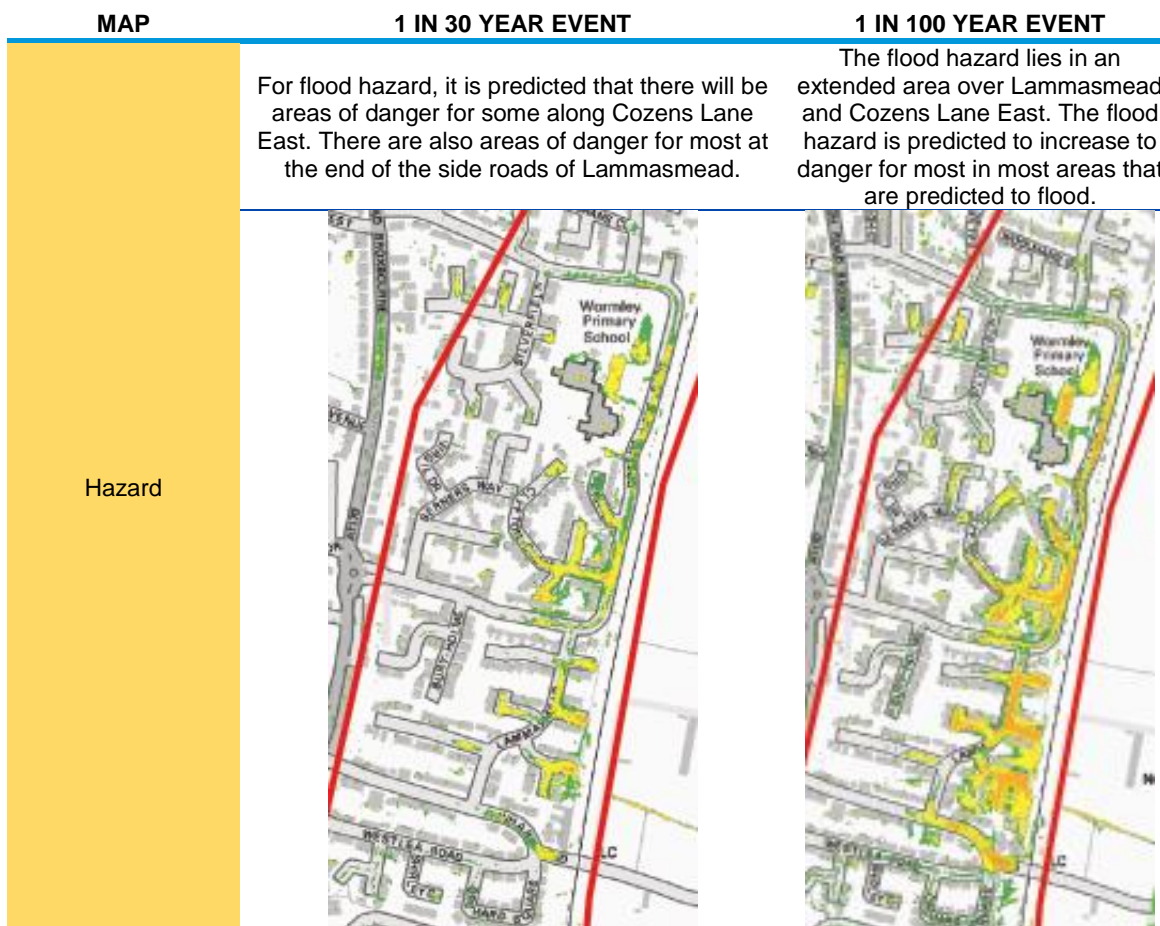 MAP 1 IN 30 YEAR EVENT 1 IN 100 YEAR EVENT
For flood hazard, it is predicted that there will be
areas of danger for some along Cozens Lane
East. There are also areas of danger for most at
the end of the side roads of Lammasmead.
The flood hazard lies in an
extended area over Lammasmead
and Cozens Lane East. The flood
hazard is predicted to increase to
danger for most in most areas that
are predicted to flood.
Hazard
Wormley
Primary
School
BERNERS WAY
WESTLEA ROAD
LC
Wormley
Primary
School